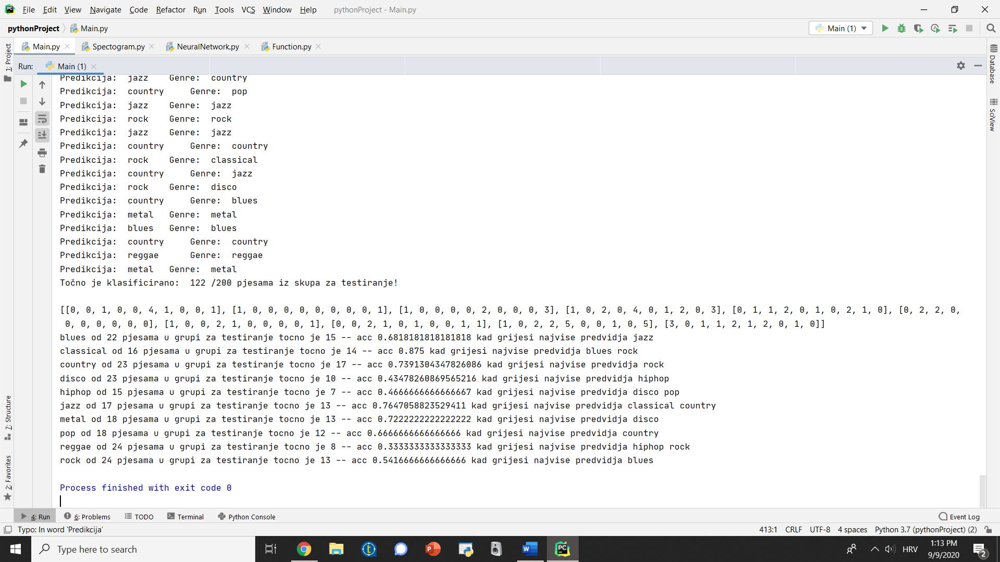 File Edit View Navigate Code Refactor Run Tools VCS Window Help pythonProject - Main.py
pythonProject Main.py Main (1)
Main.py Spectogram.py NeuralNetwork.py Function.py
Run: Main (1)
1: Project
7: Structure
2: Favorites
Database
SciView
Predikcija: jazz Genre: country
Predikcija: country Genre: pop
Predikcija: jazz Genre: jazz
Predikcija: rock Genre: rock
Predikcija: jazz Genre: jazz
Predikcija: country Genre: country
Predikcija: rock Genre: classical
Predikcija: country Genre: jazz
Predikcija: rock Genre: disco
Predikcija: country Genre: blues
Predikcija: metal Genre: metal
Predikcija: blues Genre: blues
Predikcija: country Genre: country
Predikcija: reggae Genre: reggae
Predikcija: metal Genre: metal
Točno je klasificirano: 122 /200 pjesama iz skupa za testiranje!
[[0, 0, 1, 0, 0, 4, 1, 0, 0, 1], [1, 0, 0, 0, 0, 0, 0, 0, 0, 1], [1, 0, 0, 0, 0, 2, 0, 0, 0, 3], [1, 0, 2, 0, 4, 0, 1, 2, 0, 3], [0, 1, 1, 2, 0, 1, 0, 2, 1, 0], [0, 2, 2, 0,
0, 0, 0, 0, 0, 0], [1, 0, 0, 2, 1, 0, 0, 0, 0, 1], [0, 0, 2, 1, 0, 1, 0, 0, 1, 1], [1, 0, 2, 2, 5, 0, 0, 1, 0, 5], [3, 0, 1, 1, 2, 1, 2, 0, 1, 0]]
blues od 22 pjesama u grupi za testiranje tocno je 15 -- acc 0.6818181818181818 kad grijesi najvise predvidja jazz
classical od 16 pjesama u grupi za testiranje tocno je 14 -- acc 0.875 kad grijesi najvise predvidja blues rock
country od 23 pjesama u grupi za testiranje tocno je 17 -- acc 0.7391304347826086 kad grijesi najvise predvidja rock
disco od 23 pjesama u grupi za testiranje tocno je 10 -- acc 0.43478260869565216 kad grijesi najvise predvidja hiphop
hiphop od 15 pjesama u grupi za testiranje tocno je 7 -- acc 0.4666666666666667 kad grijesi najvise predvidja disco pop
jazz od 17 pjesama u grupi za testiranje tocno je 13 -- acc 0.7647058823529411 kad grijesi najvise predvidja classical country
metal od 18 pjesama u grupi za testiranje tocno je 13 -- acc 0.7222222222222222 kad grijesi najvise predvidja disco
pop od 18 pjesama u grupi za testiranje tocno je 12 -- acc 0.6666666666666666 kad grijesi najvise predvidja country
reggae od 24 pjesama u grupi za testiranje tocno je 8 -- acc 0.3333333333333333 kad grijesi najvise predvidja hiphop rock
rock od 24 pjesama u grupi za testiranje tocno je 13 -- acc 0.5416666666666666 kad grijesi najvise predvidja blues
Process finished with exit code 0
4: Run 6: Problems TODO Terminal Python Console Event Log
Typo: In word 'Predikcija' 413:1 CRLF UTF-8 4 spaces Python 3.7 (pythonProject) (2)
Type here to search HRV 1:13 PM
9/9/2020 2